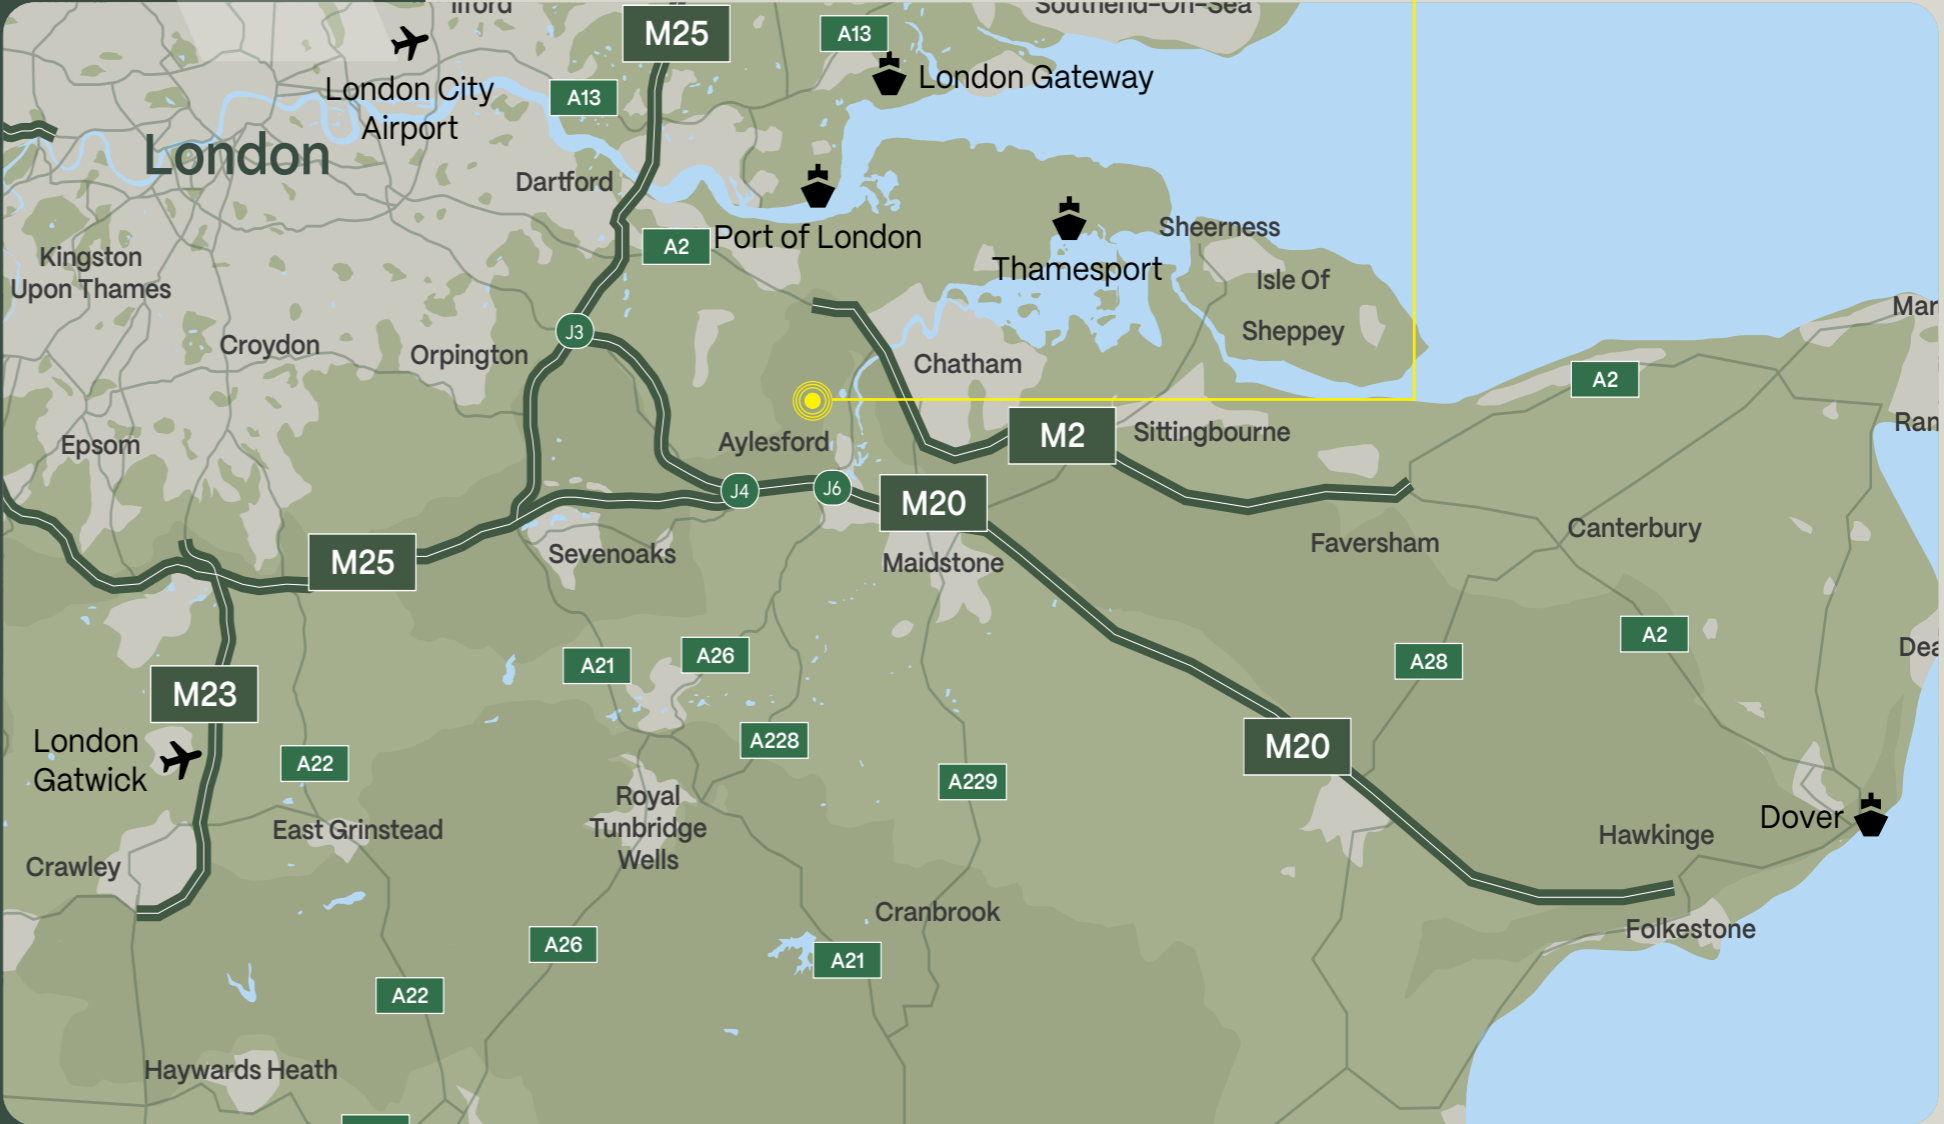 Ilford
M25
A13
Southend-On-Sea
London City
Airport
A13
London Gateway
London
Dartford
A2
Port of London
Thamesport
Sheerness
Isle Of
Sheppey
Kingston
Upon Thames
Croydon
Orpington
J3
Chatham
A2
Epsom
Aylesford
M2
Sittingbourne
J4
J6
M20
Maidstone
M25
Sevenoaks
Faversham
Canterbury
A21
A26
A28
A2
M23
London
Gatwick
A22
A228
A229
M20
Royal
Tunbridge
Wells
East Grinstead
Crawley
Dover
Hawkinge
Cranbrook
Folkestone
A26
A21
A22
Haywards Heath
Mar
Ran
Dea